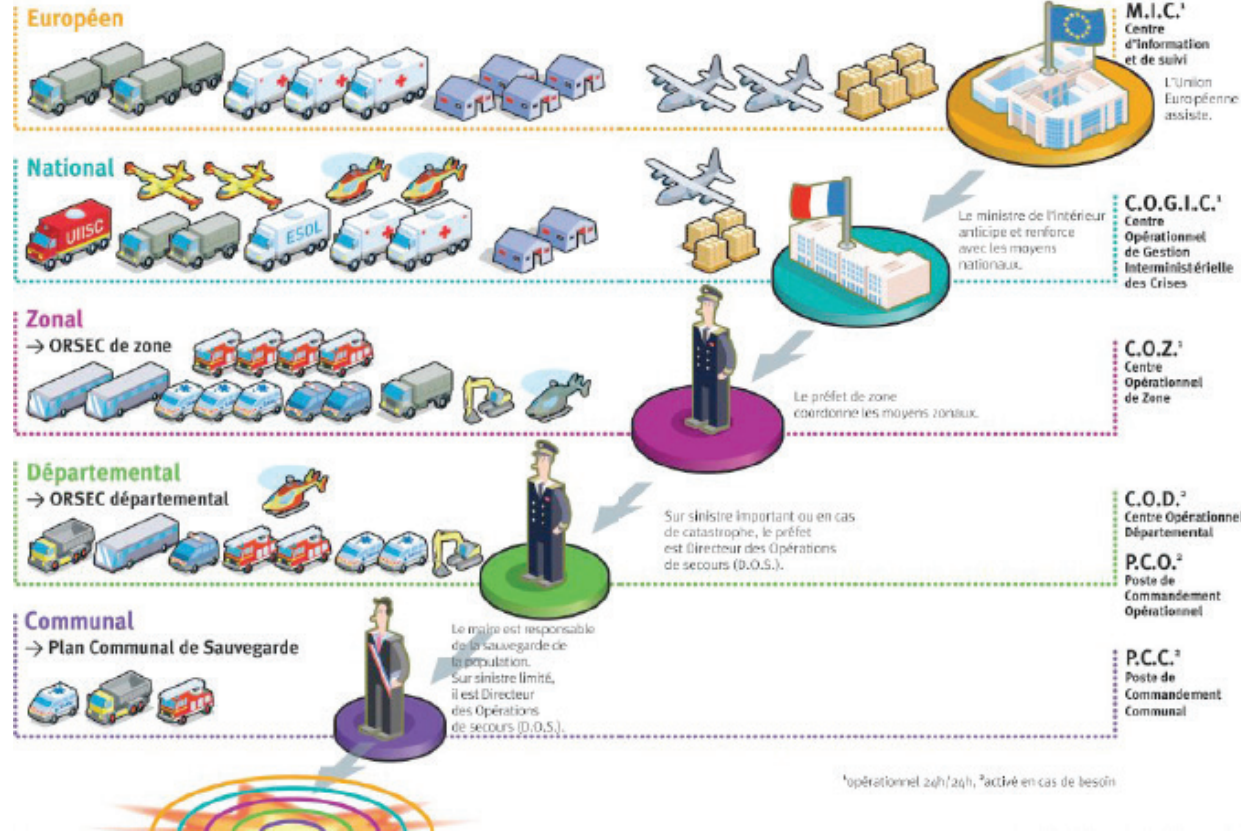 Européen
M.I.C.¹
Centre
d'information
et de suivi
L'Union
Européenne
assiste.
National
UIISC
ESOL
Le ministre de l'intérieur
anticipe et renforce
avec les moyens
nationaux.
C.O.G.I.C.¹
Centre
Opérationnel
de Gestion
Interministérielle
des Crises
Zonal
→ ORSEC de zone
Le préfet de zone
coordonne les moyens zonaux.
C.O.Z.¹
Centre
Opérationnel
de Zone
Départemental
→ ORSEC départemental
Sur sinistre important ou en cas
de catastrophe, le préfet
est Directeur des Opérations
de secours (D.O.S.).
C.O.D.²
Centre Opérationnel
Départemental
P.C.O.²
Poste de
Commandement
Opérationnel
Communal
→ Plan Communal de Sauvegarde
Le maire est responsable
de la sauvegarde de
la population.
Sur sinistre limité,
il est Directeur
des Opérations
de secours (D.O.S.).
P.C.C.²
Poste de
Commandement
Communal
¹opérationnel 24h/24h, ²activé en cas de besoin